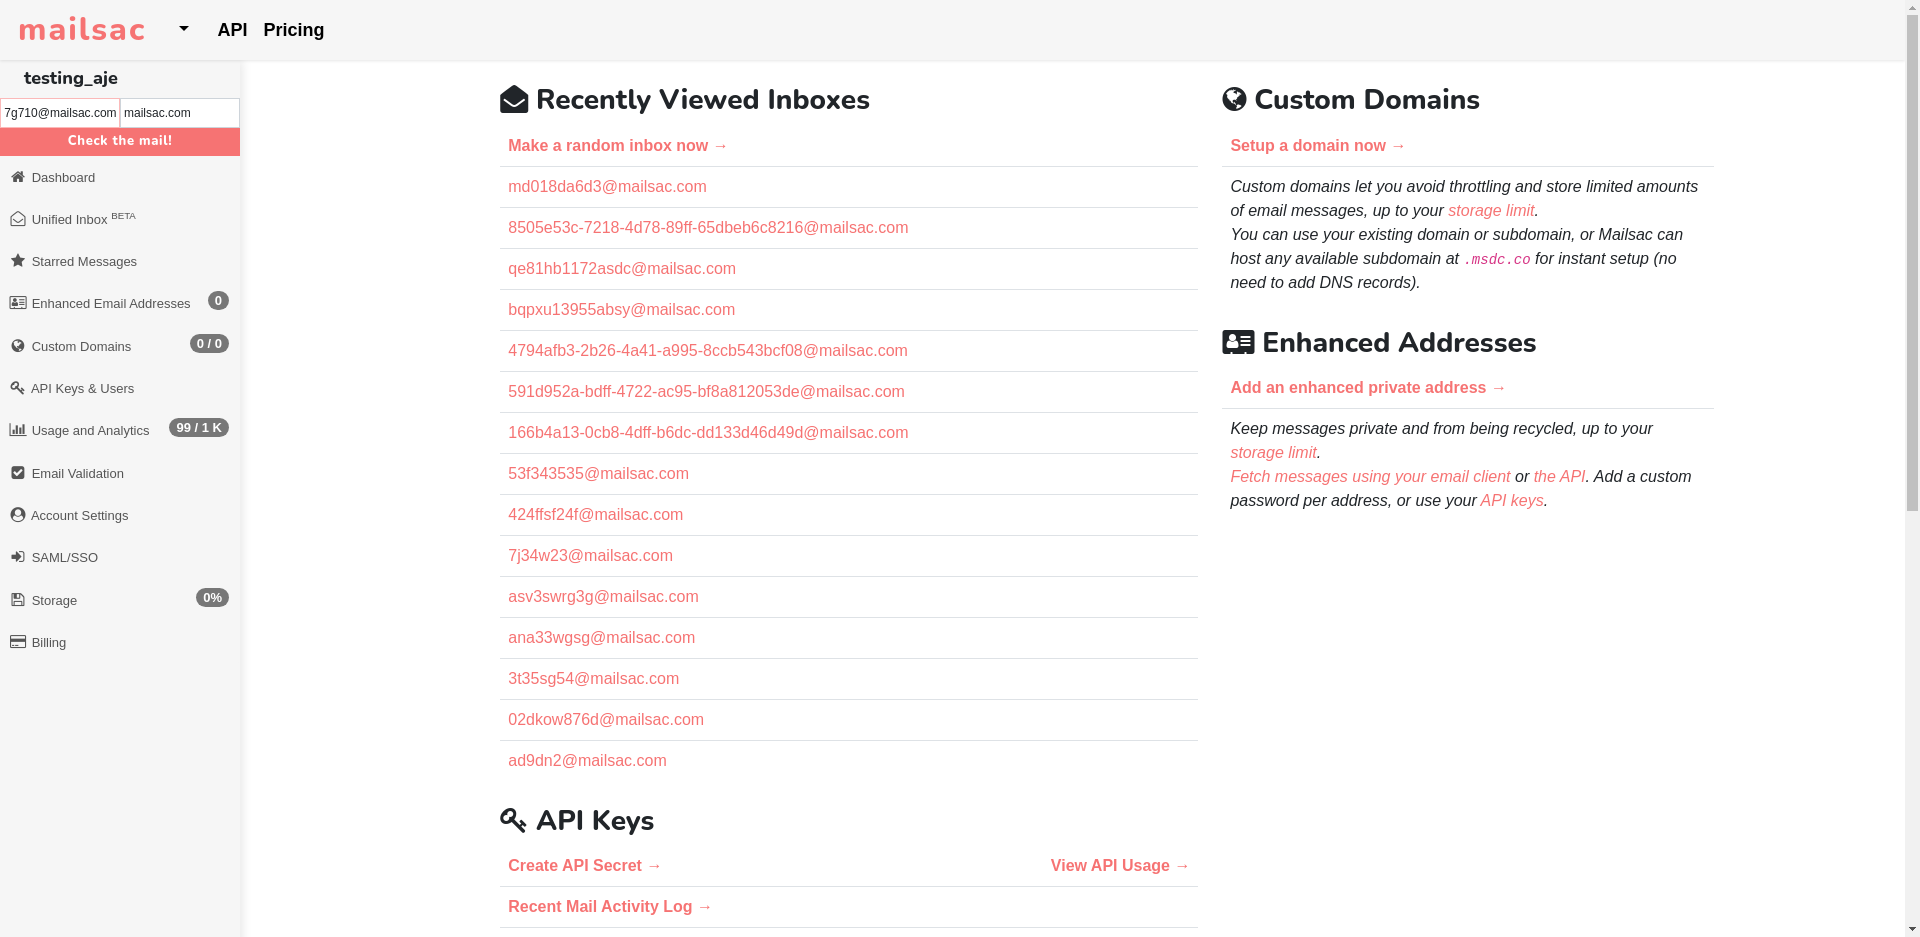 mailsac
API Pricing
testing_aje
7g710@mailsac.com mailsac.com
Check the mail!
Dashboard
Unified Inbox BETA
Starred Messages
Enhanced Email Addresses 0
Custom Domains 0 / 0
API Keys & Users
Usage and Analytics 99 / 1 K
Email Validation
Account Settings
SAML/SSO
Storage 0%
Billing
Recently Viewed Inboxes
Make a random inbox now →
md018da6d3@mailsac.com
8505e53c-7218-4d78-89ff-65dbeb6c8216@mailsac.com
qe81hb1172asdc@mailsac.com
bqpxu13955absy@mailsac.com
4794afb3-2b26-4a41-a995-8ccb543bcf08@mailsac.com
591d952a-bdff-4722-ac95-bf8a812053de@mailsac.com
166b4a13-0cb8-4dff-b6dc-dd133d46d49d@mailsac.com
53f343535@mailsac.com
424ffsf24f@mailsac.com
7j34w23@mailsac.com
asv3swrg3g@mailsac.com
ana33wgsg@mailsac.com
3t35sg54@mailsac.com
02dkow876d@mailsac.com
ad9dn2@mailsac.com
API Keys
Create API Secret → View API Usage →
Recent Mail Activity Log →
Custom Domains
Setup a domain now →
Custom domains let you avoid throttling and store limited amounts
of email messages, up to your storage limit.
You can use your existing domain or subdomain, or Mailsac can
host any available subdomain at .msdc.co for instant setup (no
need to add DNS records).
Enhanced Addresses
Add an enhanced private address →
Keep messages private and from being recycled, up to your
storage limit.
Fetch messages using your email client or the API. Add a custom
password per address, or use your API keys.